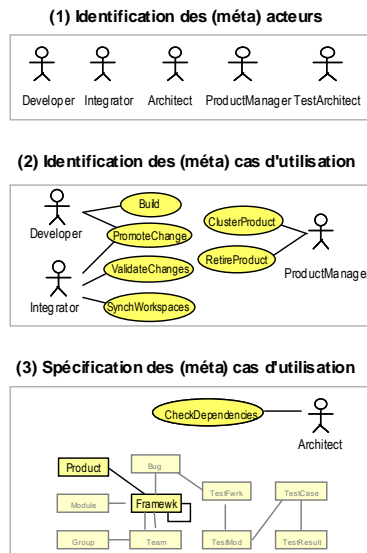 (1) Identification des (méta) acteurs
Developer Integrator Architect ProductManager TestArchitect
(2) Identification des (méta) cas d'utilisation
Build
Developer
ClusterProduct
PromoteChange
RetireProduct
ValidateChanges
ProductManager
Integrator
SynchWorkspaces
(3) Spécification des (méta) cas d'utilisation
CheckDependencies
Architect
Product
Bug
Module
Framewk
TestFwrk
TestCase
Group
Team
TestMod
TestResult